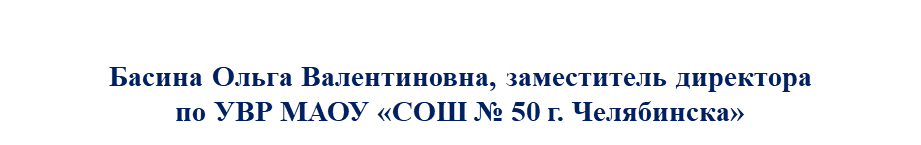 Басина Ольга Валентиновна, заместитель директора
по УВР МАОУ «СОШ № 50 г. Челябинска»